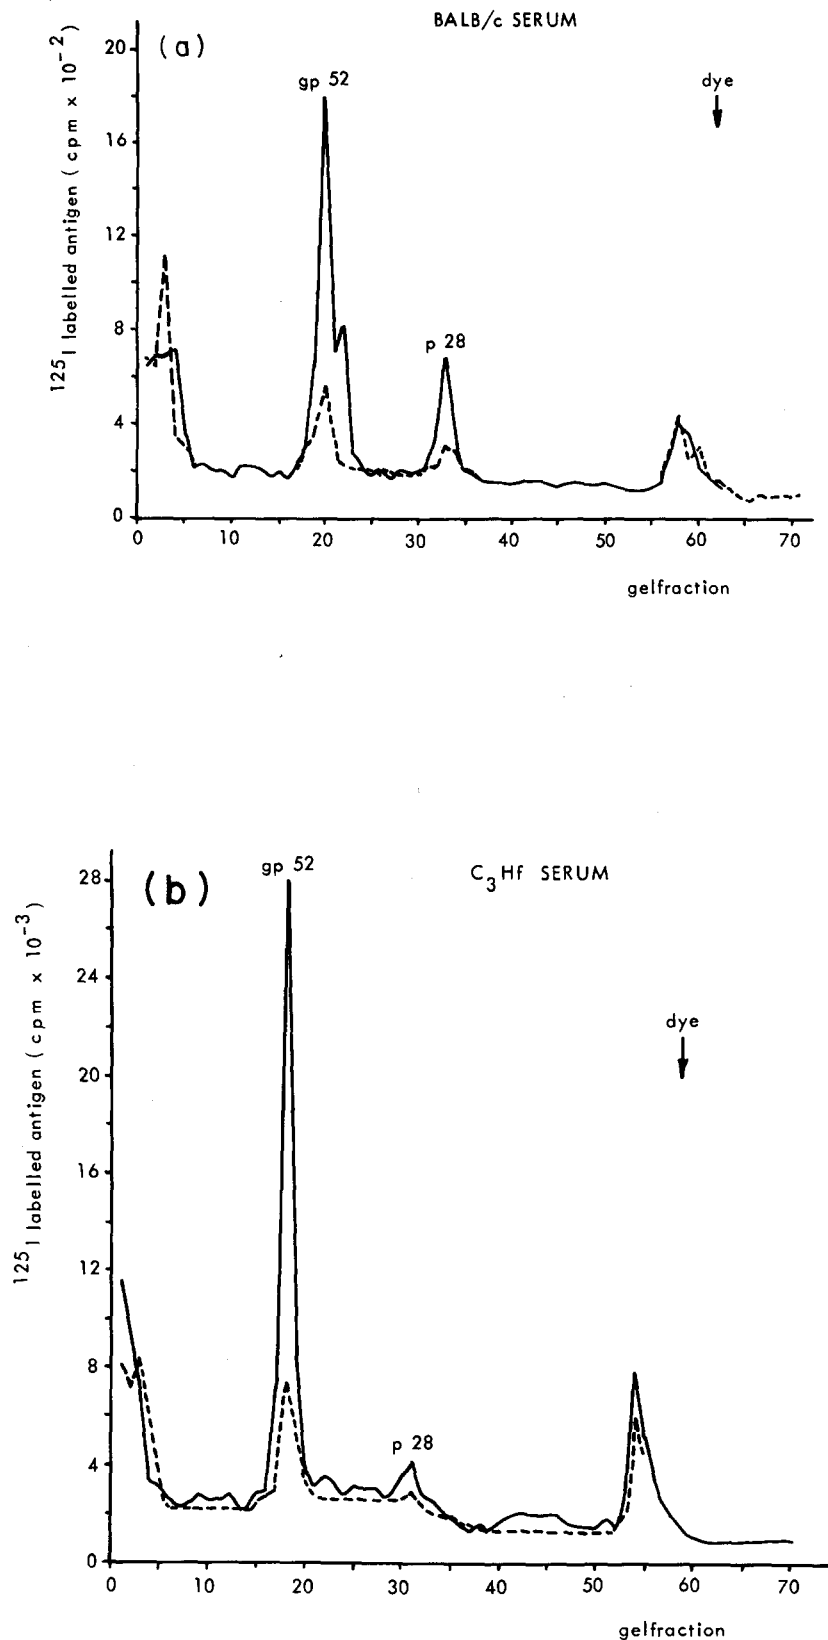 BALB/c SERUM
(a)
125I labelled antigen ( cpm x 10-2)
20
16
12
8
4
0
gp 52
p 28
dye
0 10 20 30 40 50 60 70
gelfraction
(b)
C3Hf SERUM
125I labelled antigen ( cpm x 10-3)
28
24
20
16
12
8
4
0
gp 52
p 28
dye
0 10 20 30 40 50 60 70
gelfraction